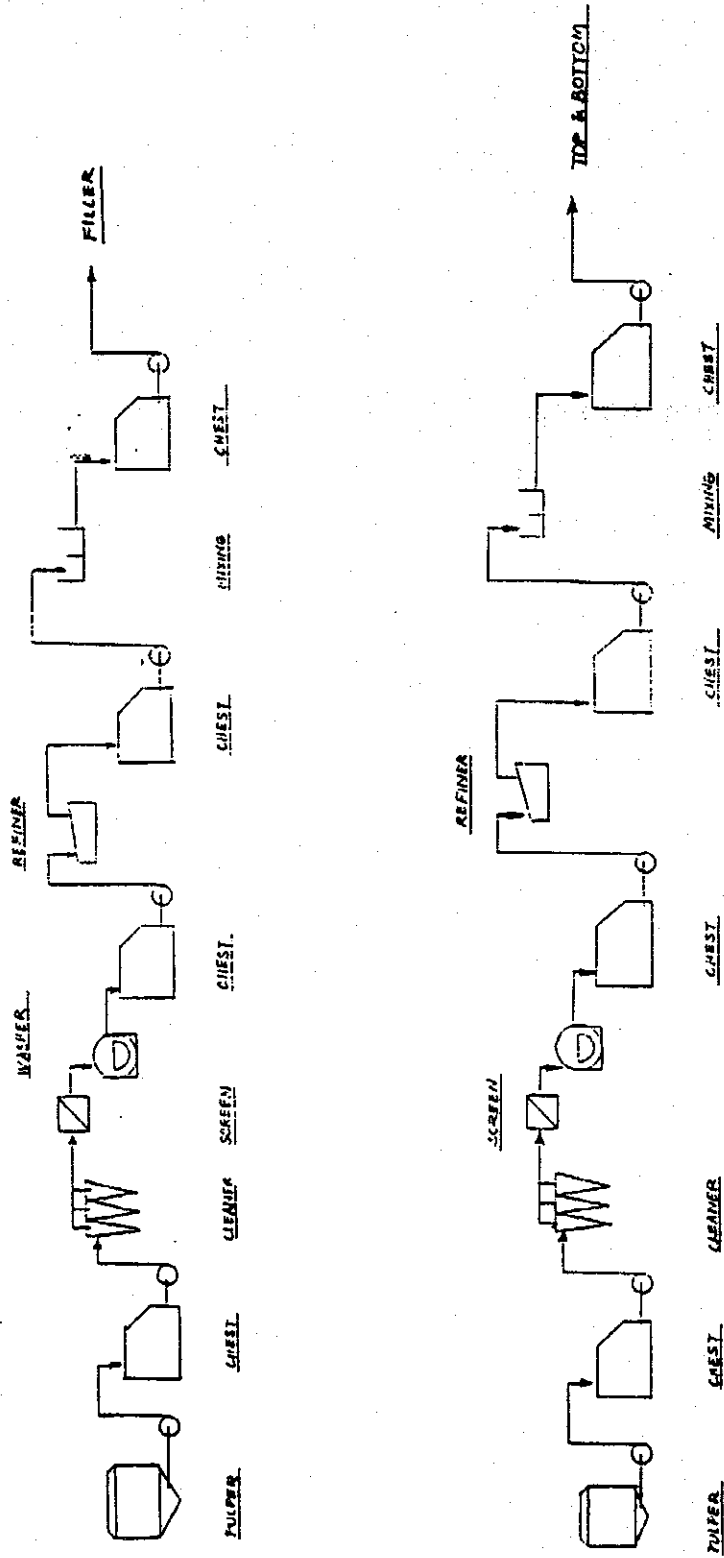 PULPER
CHEST
CLEANER
SCREEN
WASHER
CHEST
REFINER
CHEST
MIXING
CHEST
FILLER
PULPER
CHEST
CLEANER
SCREEN
CHEST
REFINER
CHEST
MIXING
CHEST
TOP & BOTTOM